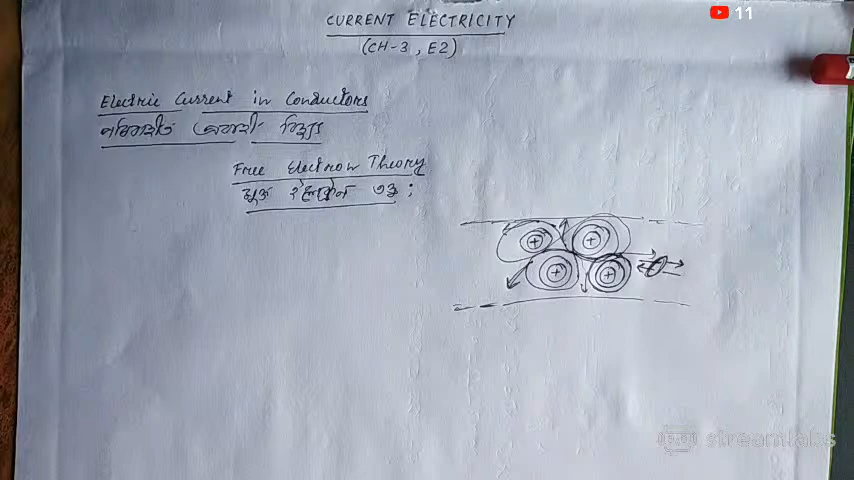 CURRENT ELECTRICITY
(CH-3, E2)
11
Electric Current in Conductors
পৰিবাহীত প্ৰবাহী বিদ্যুৎ
Free Electron Theory
মুক্ত ইলেক্ট্ৰন তত্ত্ব :
+ +
+ +
streamlabs